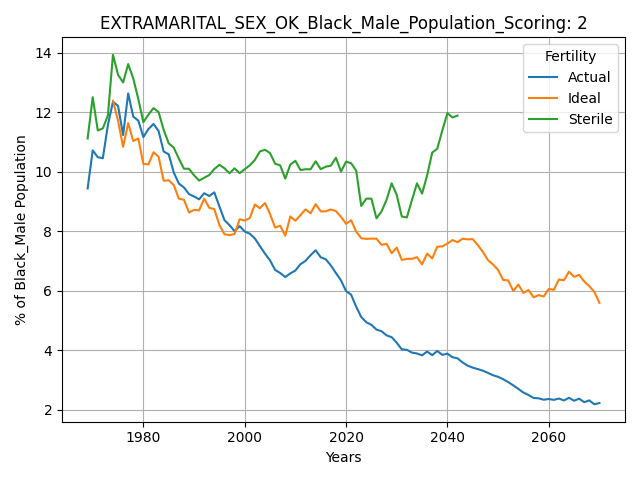 EXTRAMARITAL_SEX_OK_Black_Male_Population_Scoring: 2
Fertility
Actual
Ideal
Sterile
% of Black_Male Population
14
12
10
8
6
4
2
1980
2000
2020
2040
2060
Years